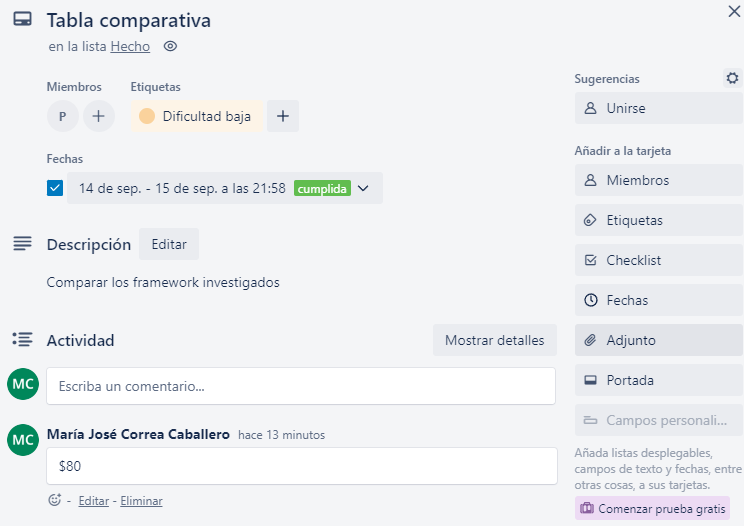 Tabla comparativa
en la lista Hecho
Miembros
Etiquetas
P
Dificultad baja
Fechas
14 de sep. - 15 de sep. a las 21:58 cumplida
Descripción
Editar
Comparar los framework investigados
Actividad
Mostrar detalles
MC
Escriba un comentario...
MC
María José Correa Caballero hace 13 minutos
$80
- Editar - Eliminar
Sugerencias
Unirse
Añadir a la tarjeta
Miembros
Etiquetas
Checklist
Fechas
Adjunto
Portada
Campos personali...
Añada listas desplegables,
campos de texto y fechas, entre
otras cosas, a sus tarjetas.
Comenzar prueba gratis